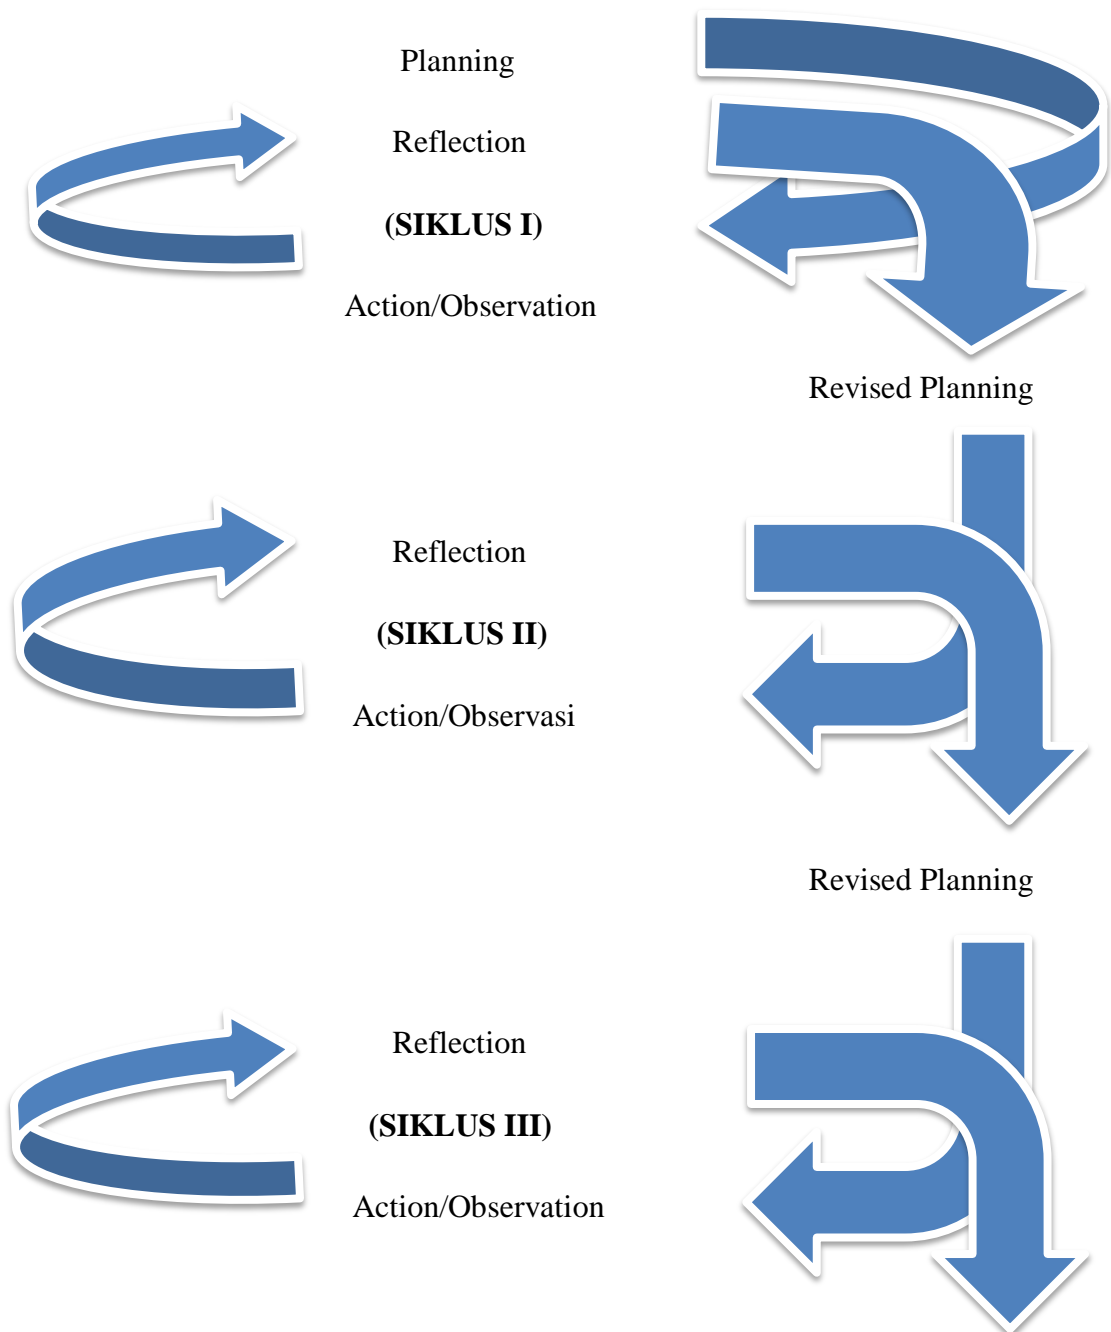 Planning
Reflection
(SIKLUS I)
Action/Observation
Revised Planning
Reflection
(SIKLUS II)
Action/Observasi
Revised Planning
Reflection
(SIKLUS III)
Action/Observation